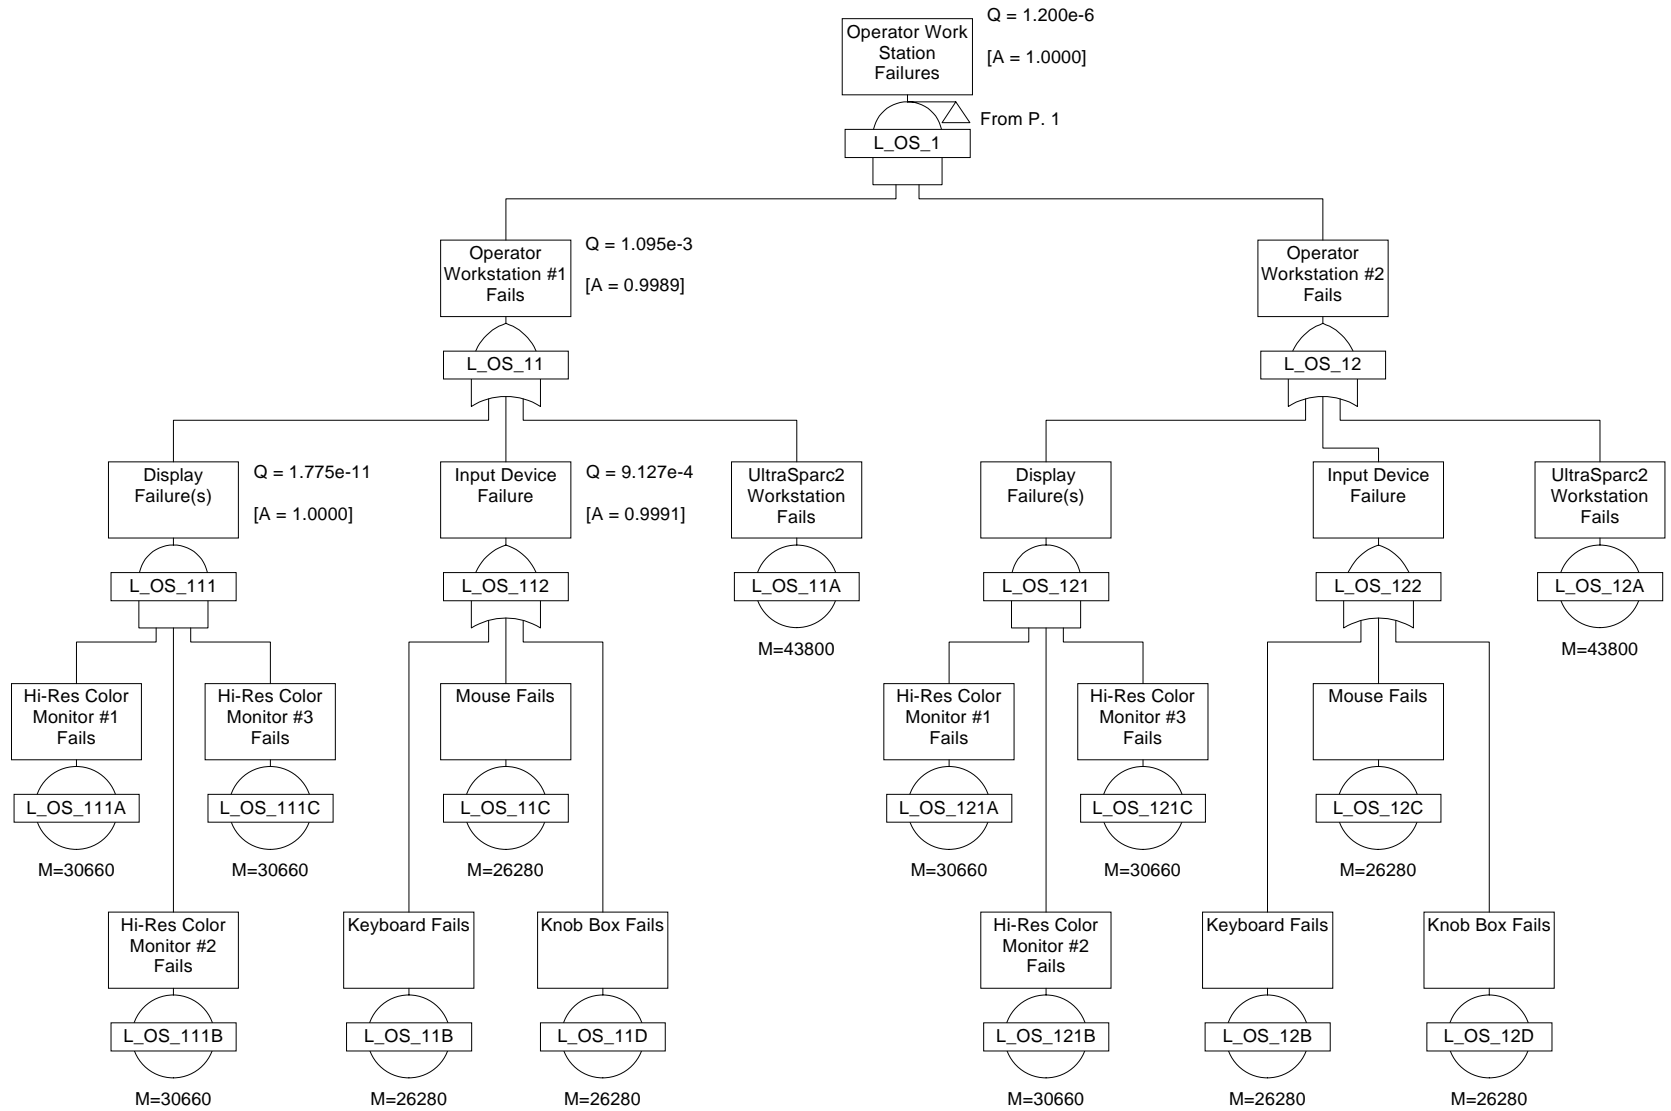 Q = 1.200e-6
Operator Work
Station
Failures
[A = 1.0000]
From P. 1
L_OS_1
Operator
Workstation #1
Fails
Q = 1.095e-3
[A = 0.9989]
L_OS_11
Operator
Workstation #2
Fails
L_OS_12
Display
Failure(s)
Q = 1.775e-11
[A = 1.0000]
L_OS_111
Input Device
Failure
Q = 9.127e-4
[A = 0.9991]
L_OS_112
UltraSparc2
Workstation
Fails
L_OS_11A
M=43800
Display
Failure(s)
L_OS_121
Input Device
Failure
L_OS_122
UltraSparc2
Workstation
Fails
L_OS_12A
M=43800
Hi-Res Color
Monitor #1
Fails
L_OS_111A
M=30660
Hi-Res Color
Monitor #3
Fails
L_OS_111C
M=30660
Mouse Fails
L_OS_11C
M=26280
Hi-Res Color
Monitor #1
Fails
L_OS_121A
M=30660
Hi-Res Color
Monitor #3
Fails
L_OS_121C
M=30660
Mouse Fails
L_OS_12C
M=26280
Hi-Res Color
Monitor #2
Fails
L_OS_111B
M=30660
Keyboard Fails
L_OS_11B
M=26280
Knob Box Fails
L_OS_11D
M=26280
Hi-Res Color
Monitor #2
Fails
L_OS_121B
M=30660
Keyboard Fails
L_OS_12B
M=26280
Knob Box Fails
L_OS_12D
M=26280